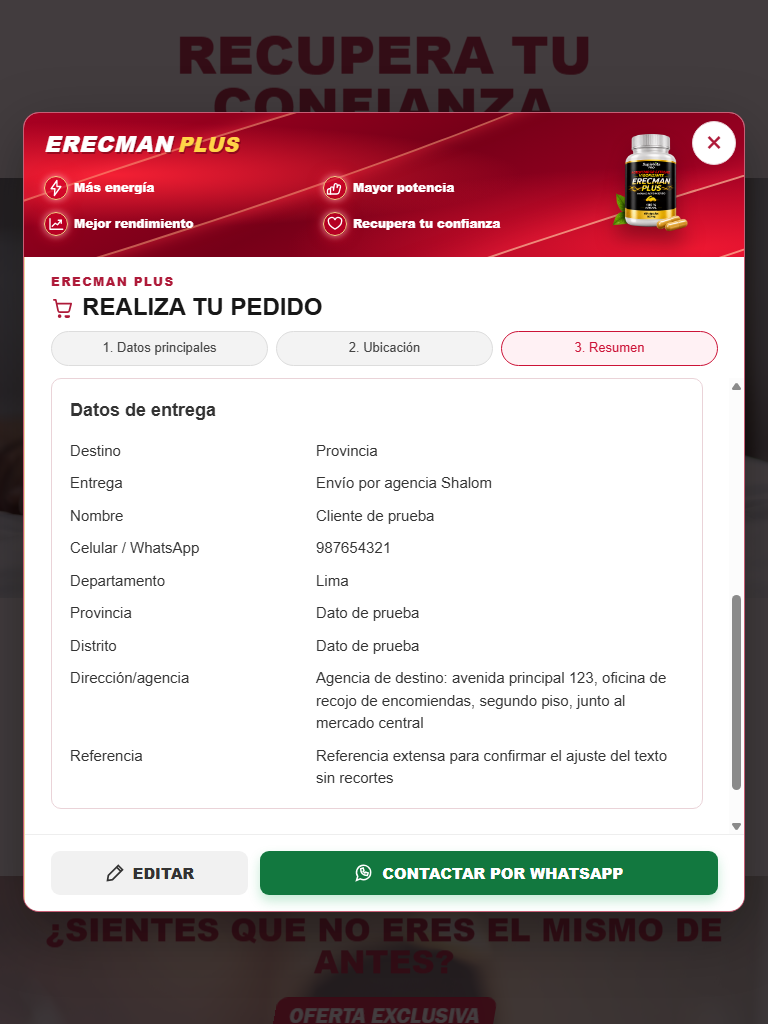 RECUPERA TU
CONFIANZA
ERECMAN PLUS
Más energía
Mayor potencia
Mejor rendimiento
Recupera tu confianza
ERECMAN
PLUS
ERECMAN PLUS
REALIZA TU PEDIDO
1. Datos principales
2. Ubicación
3. Resumen
Datos de entrega
Destino Provincia
Entrega Envío por agencia Shalom
Nombre Cliente de prueba
Celular / WhatsApp 987654321
Departamento Lima
Provincia Dato de prueba
Distrito Dato de prueba
Dirección/agencia Agencia de destino: avenida principal 123, oficina de
recojo de encomiendas, segundo piso, junto al
mercado central
Referencia Referencia extensa para confirmar el ajuste del texto
sin recortes
EDITAR
CONTACTAR POR WHATSAPP
¿SIENTES QUE NO ERES EL MISMO DE
ANTES?
OFERTA EXCLUSIVA